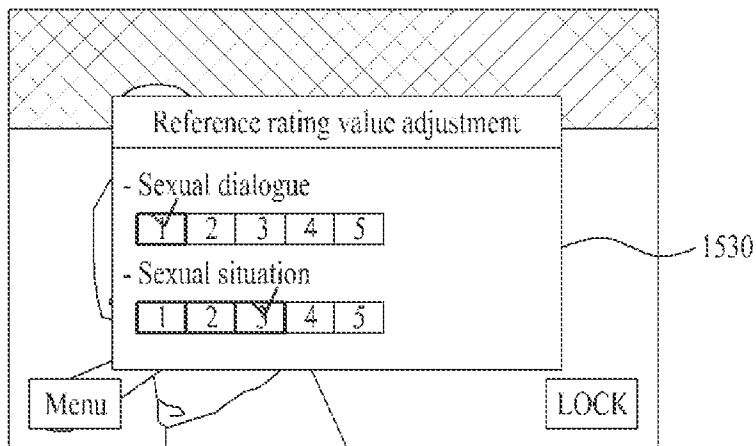 Reference rating value adjustment
- Sexual dialogue
1 2 3 4 5
- Sexual situation
1 2 3 4 5
1530
Menu
LOCK